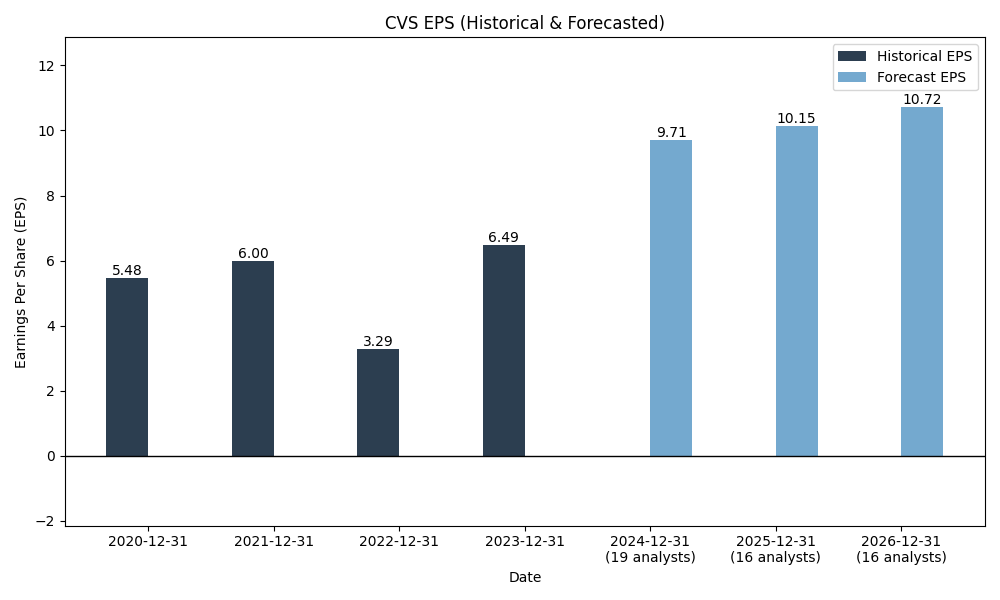 CVS EPS (Historical & Forecasted)
Historical EPS
Forecast EPS
Earnings Per Share (EPS)
12
10
8
6
4
2
0
−2
5.48
6.00
3.29
6.49
9.71
10.15
10.72
2020-12-31
2021-12-31
2022-12-31
2023-12-31
2024-12-31
(19 analysts)
2025-12-31
(16 analysts)
2026-12-31
(16 analysts)
Date